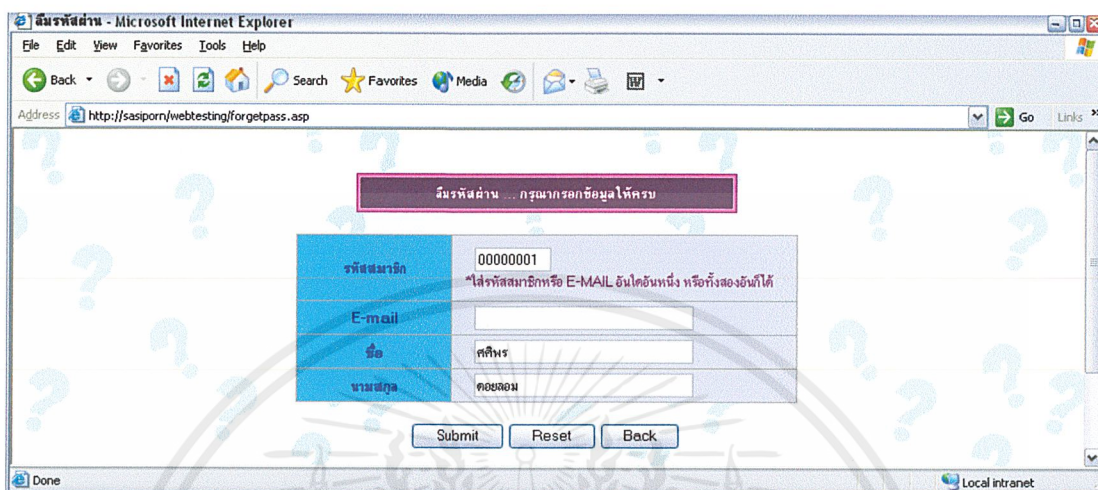 ลืมรหัสผ่าน - Microsoft Internet Explorer
File Edit View Favorites Tools Help
Back Search Favorites Media
Address http://sasiporn/webtesting/forgetpass.asp Go Links »
ลืมรหัสผ่าน ... กรุณากรอกข้อมูลให้ครบ
รหัสสมาชิก 00000001
*ใส่รหัสสมาชิกหรือ E-MAIL อันใดอันหนึ่ง หรือทั้งสองอันก็ได้
E-mail
ชื่อ ศศิพร
นามสกุล คอยลอม
Submit Reset Back
Done Local intranet